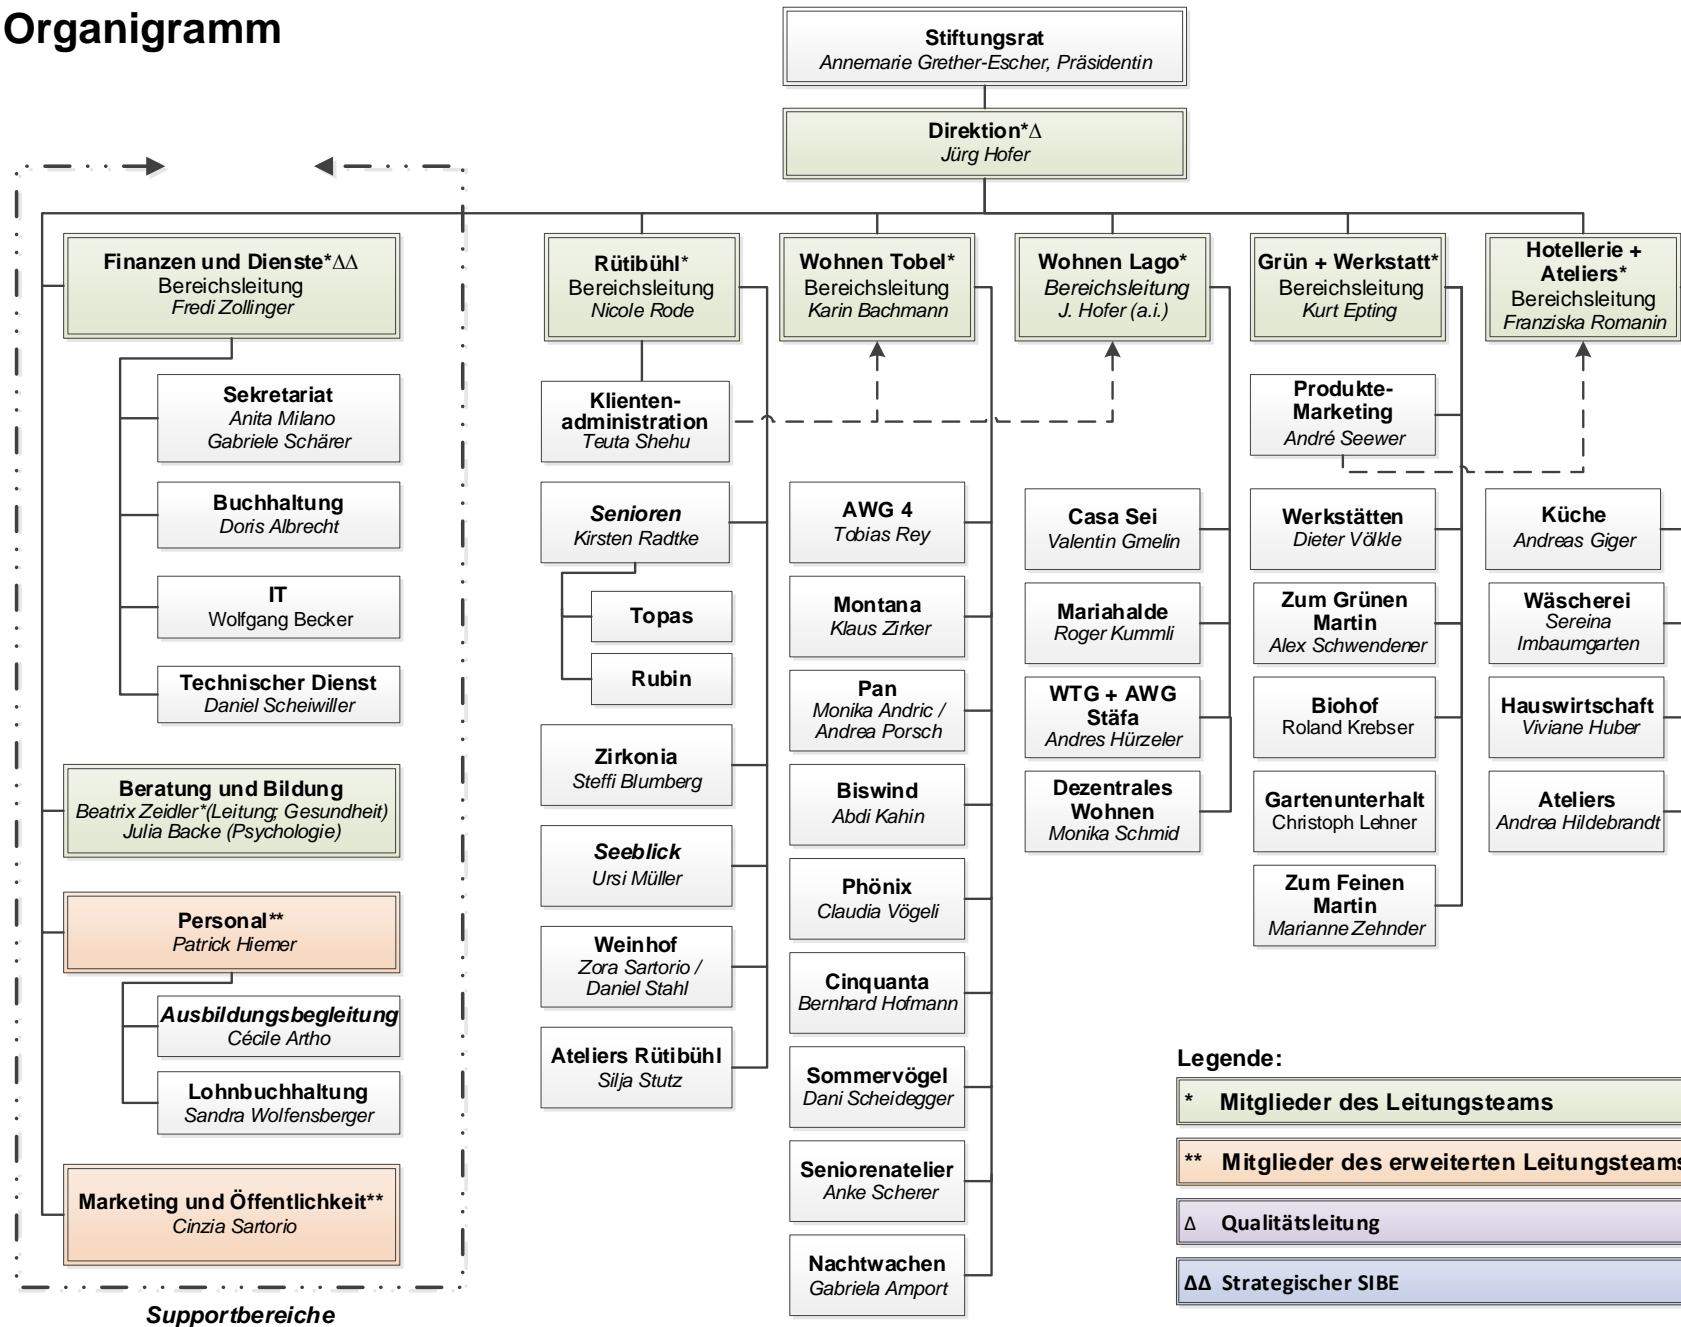 Organigramm
Stiftungsrat
Annemarie Grether-Escher, Präsidentin
Direktion*Δ
Jürg Hofer
Finanzen und Dienste*ΔΔ
Bereichsleitung
Fredi Zollinger
Sekretariat
Anita Milano
Gabriele Schärer
Buchhaltung
Doris Albrecht
IT
Wolfgang Becker
Technischer Dienst
Daniel Scheiwiller
Beratung und Bildung
Beatrix Zeidler*(Leitung; Gesundheit)
Julia Backe (Psychologie)
Personal**
Patrick Hiemer
Ausbildungsbegleitung
Cécile Artho
Lohnbuchhaltung
Sandra Wolfensberger
Marketing und Öffentlichkeit**
Cinzia Sartorio
Supportbereiche
Rütibühl*
Bereichsleitung
Nicole Rode
Klienten-
administration
Teuta Shehu
Senioren
Kirsten Radtke
Topas
Rubin
Zirkonia
Steffi Blumberg
Seeblick
Ursi Müller
Weinhof
Zora Sartorio /
Daniel Stahl
Ateliers Rütibühl
Silja Stutz
Wohnen Tobel*
Bereichsleitung
Karin Bachmann
AWG 4
Tobias Rey
Montana
Klaus Zirker
Pan
Monika Andric /
Andrea Porsch
Biswind
Abdi Kahin
Phönix
Claudia Vögeli
Cinquanta
Bernhard Hofmann
Sommervögel
Dani Scheidegger
Seniorenatelier
Anke Scherer
Nachtwachen
Gabriela Amport
Wohnen Lago*
Bereichsleitung
J. Hofer (a.i.)
Casa Sei
Valentin Gmelin
Mariahalde
Roger Kummli
WTG + AWG
Stäfa
Andres Hürzeler
Dezentrales
Wohnen
Monika Schmid
Grün + Werkstatt*
Bereichsleitung
Kurt Epting
Produkte-
Marketing
André Seewer
Werkstätten
Dieter Völkle
Zum Grünen
Martin
Alex Schwendener
Biohof
Roland Krebser
Gartenunterhalt
Christoph Lehner
Zum Feinen
Martin
Marianne Zehnder
Hotellerie +
Ateliers*
Bereichsleitung
Franziska Romanin
Küche
Andreas Giger
Wäscherei
Sereina
Imbaumgarten
Hauswirtschaft
Viviane Huber
Ateliers
Andrea Hildebrandt
Legende:
* Mitglieder des Leitungsteams
** Mitglieder des erweiterten Leitungsteams
Δ Qualitätsleitung
ΔΔ Strategischer SIBE